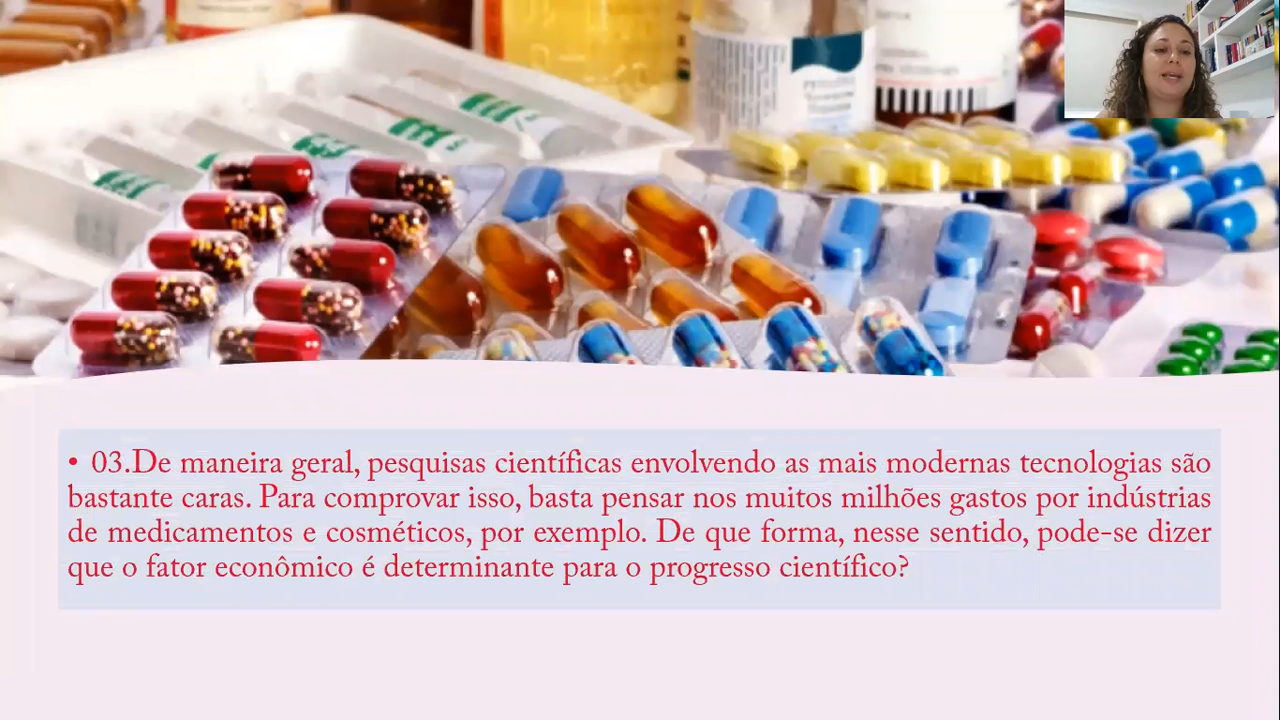 • 03.De maneira geral, pesquisas científicas envolvendo as mais modernas tecnologias são
bastante caras. Para comprovar isso, basta pensar nos muitos milhões gastos por indústrias
de medicamentos e cosméticos, por exemplo. De que forma, nesse sentido, pode-se dizer
que o fator econômico é determinante para o progresso científico?